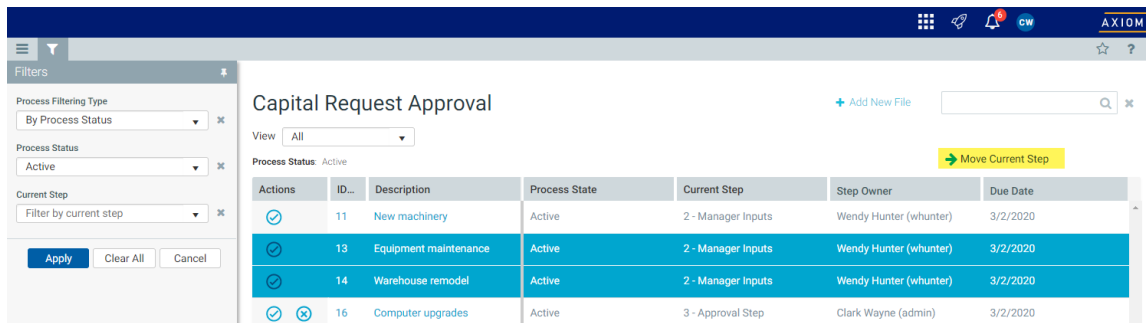 6
CW
AXIOM
?
Filters
Process Filtering Type
By Process Status
Process Status
Active
Current Step
Filter by current step
Apply Clear All Cancel
Capital Request Approval
+ Add New File
View All
Process Status: Active
Move Current Step
Actions ID... Description Process State Current Step Step Owner Due Date
11 New machinery Active 2 - Manager Inputs Wendy Hunter (whunter) 3/2/2020
13 Equipment maintenance Active 2 - Manager Inputs Wendy Hunter (whunter) 3/2/2020
14 Warehouse remodel Active 2 - Manager Inputs Wendy Hunter (whunter) 3/2/2020
16 Computer upgrades Active 3 - Approval Step Clark Wayne (admin) 3/2/2020